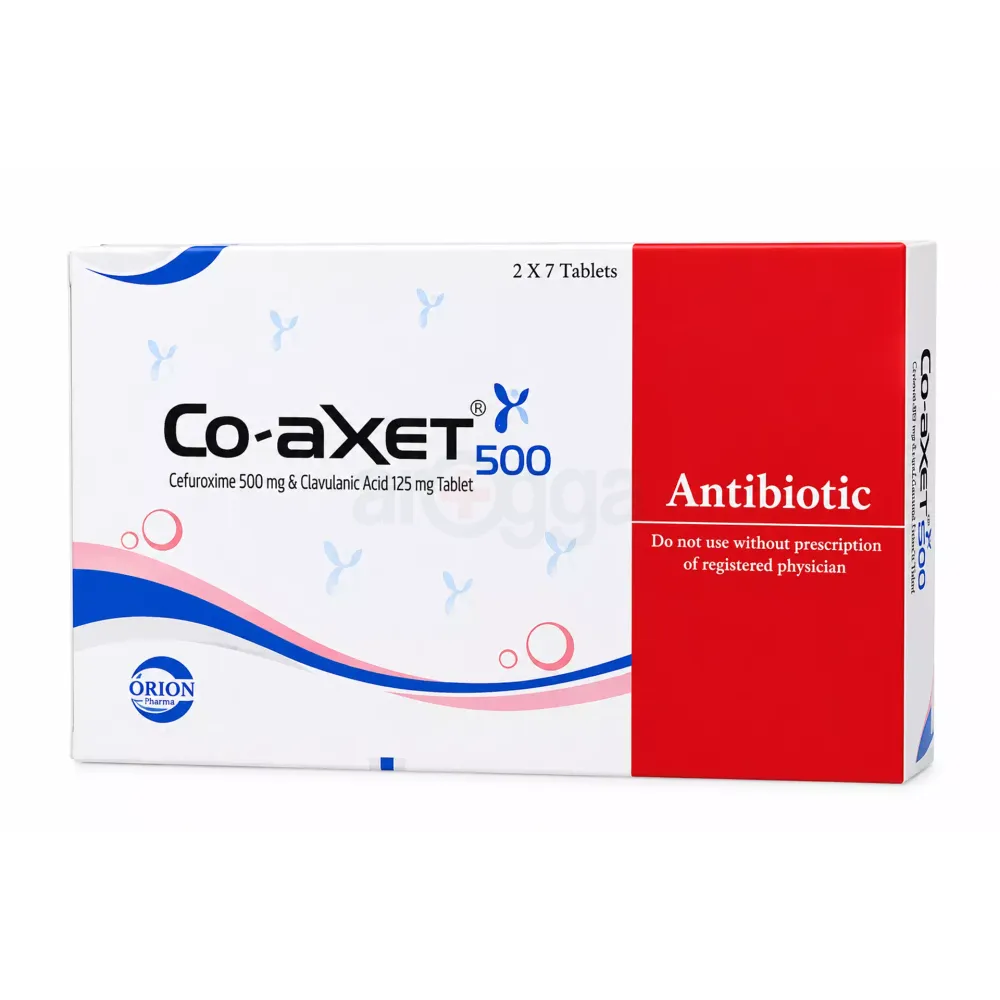 2 X 7 Tablets
Co-aXET® 500
Cefuroxime 500 mg & Clavulanic Acid 125 mg Tablet
arogga
Antibiotic
Do not use without prescription
of registered physician
ORION
Pharma
Co-aXET 500